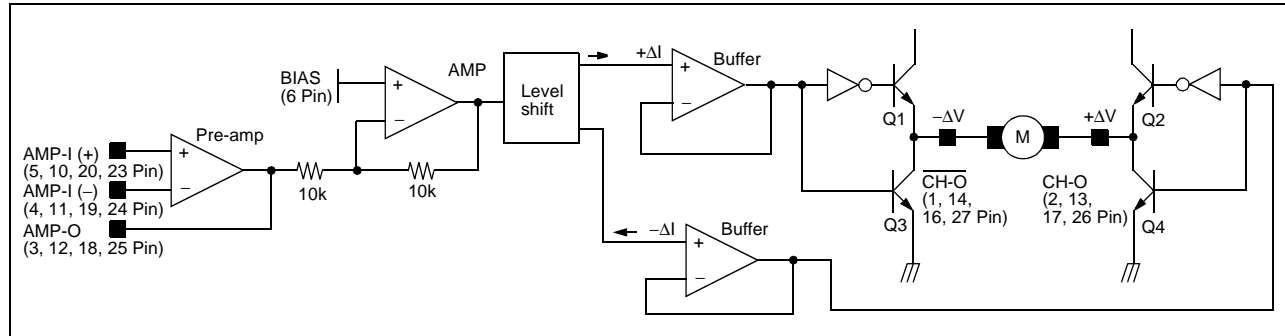 AMP-I (+)
(5, 10, 20, 23 Pin)
AMP-I (–)
(4, 11, 19, 24 Pin)
AMP-O
(3, 12, 18, 25 Pin)
Pre-amp
+
–
10k
10k
BIAS
(6 Pin)
AMP
+
–
Level
shift
+ΔI
Buffer
+
–
–ΔI
Buffer
+
–
Q1
Q3
–ΔV
CH-O
(1, 14,
16, 27 Pin)
M
+ΔV
CH-O
(2, 13,
17, 26 Pin)
Q2
Q4